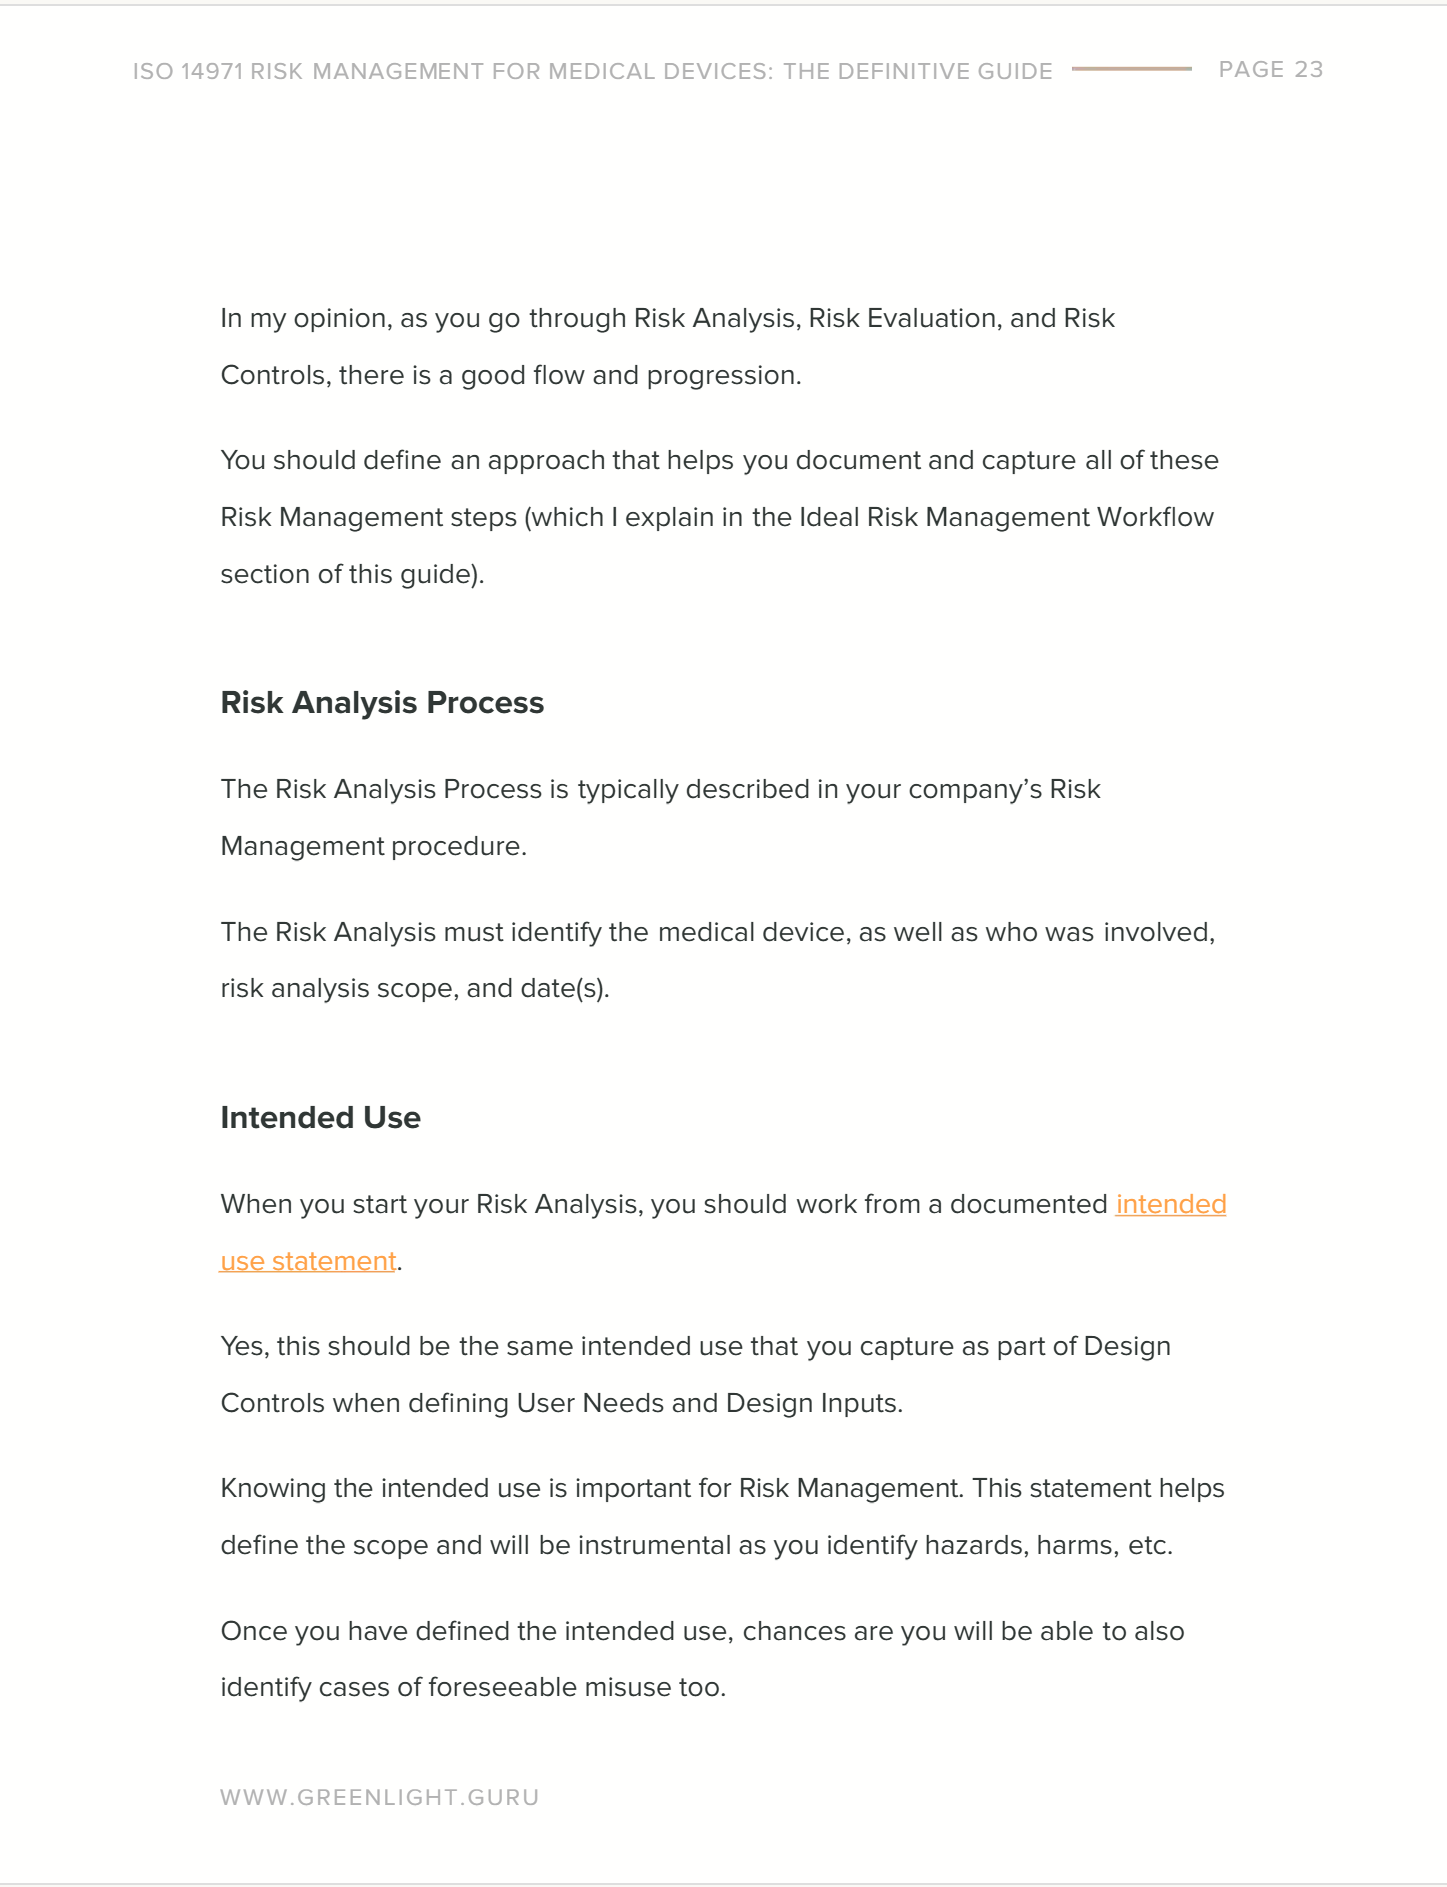 ISO 14971 RISK MANAGEMENT FOR MEDICAL DEVICES: THE DEFINITIVE GUIDE PAGE 23
In my opinion, as you go through Risk Analysis, Risk Evaluation, and Risk
Controls, there is a good flow and progression.
You should define an approach that helps you document and capture all of these
Risk Management steps (which I explain in the Ideal Risk Management Workflow
section of this guide).
Risk Analysis Process
The Risk Analysis Process is typically described in your company’s Risk
Management procedure.
The Risk Analysis must identify the medical device, as well as who was involved,
risk analysis scope, and date(s).
Intended Use
When you start your Risk Analysis, you should work from a documented intended
use statement.
Yes, this should be the same intended use that you capture as part of Design
Controls when defining User Needs and Design Inputs.
Knowing the intended use is important for Risk Management. This statement helps
define the scope and will be instrumental as you identify hazards, harms, etc.
Once you have defined the intended use, chances are you will be able to also
identify cases of foreseeable misuse too.
WWW.GREENLIGHT.GURU